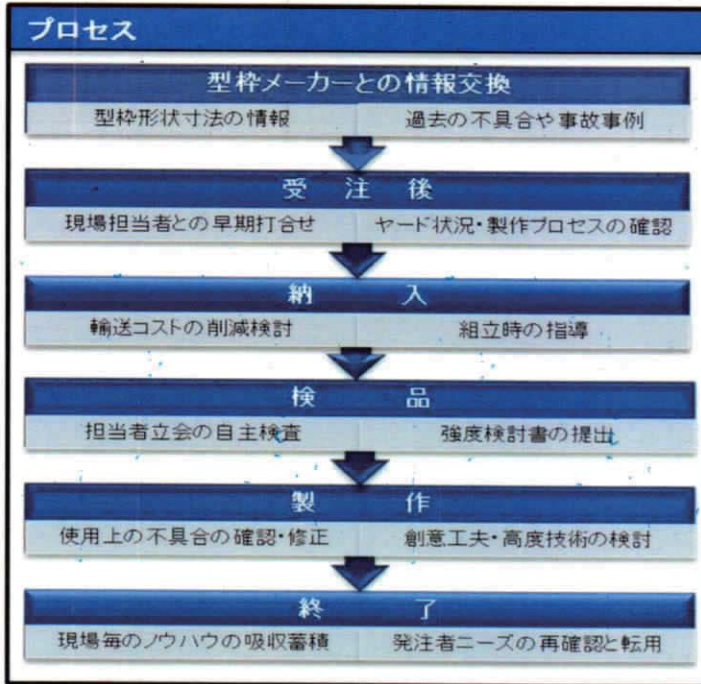 プロセス
型枠メーカーとの情報交換
型枠形状寸法の情報 過去の不具合や事故事例
受注後
現場担当者との早期打合せ ヤード状況・製作プロセスの確認
納入
輸送コストの削減検討 組立時の指導
検品
担当者立会の自主検査 強度検討書の提出
製作
使用上の不具合の確認・修正 創意工夫・高度技術の検討
終了
現場毎のノウハウの吸収蓄積 発注者ニーズの再確認と転用